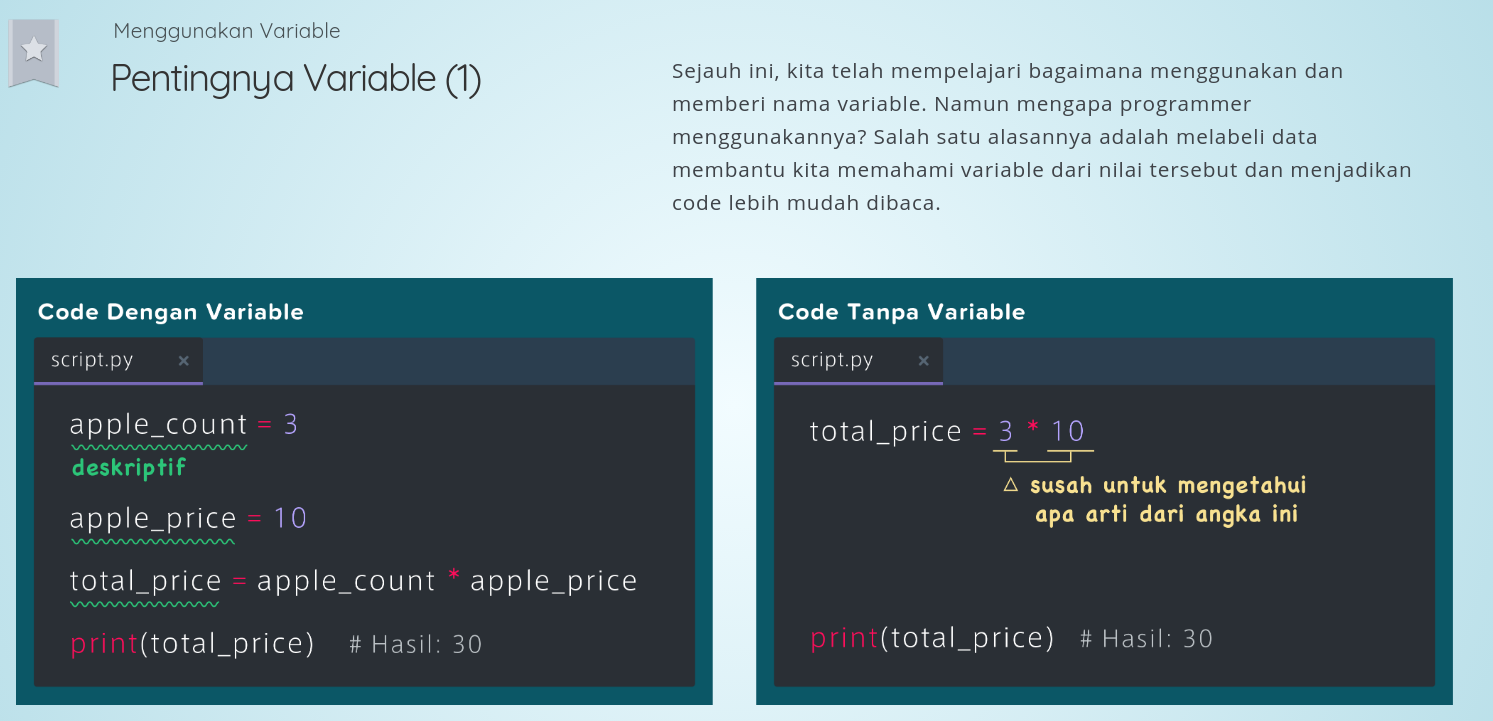 Menggunakan Variable
Pentingnya Variable (1)
Sejauh ini, kita telah mempelajari bagaimana menggunakan dan
memberi nama variable. Namun mengapa programmer
menggunakannya? Salah satu alasannya adalah melabeli data
membantu kita memahami variable dari nilai tersebut dan menjadikan
code lebih mudah dibaca.
Code Dengan Variable
script.py ×
apple_count = 3
deskriptif
apple_price = 10
total_price = apple_count * apple_price
print(total_price) # Hasil: 30
Code Tanpa Variable
script.py ×
total_price = 3 * 10
△ susah untuk mengetahui
apa arti dari angka ini
print(total_price) # Hasil: 30